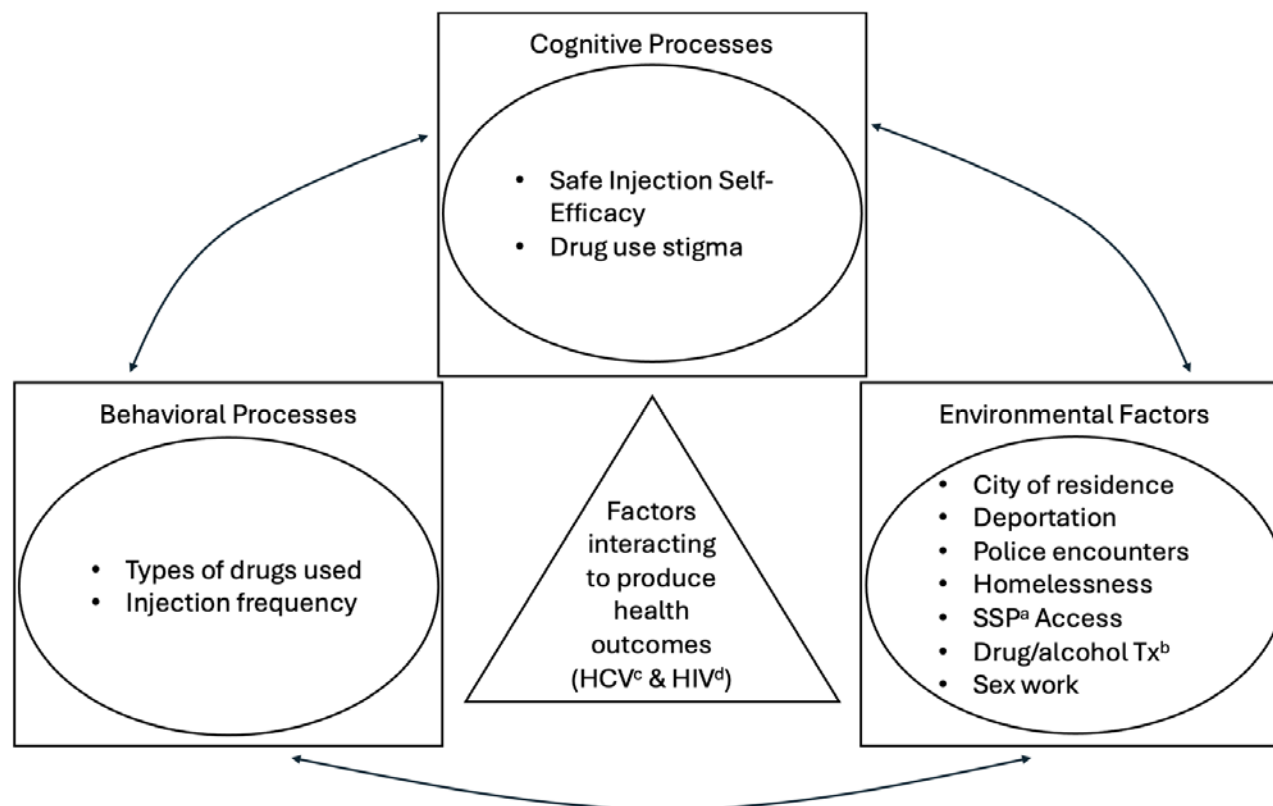 Cognitive Processes
• Safe Injection Self-
Efficacy
• Drug use stigma
Behavioral Processes
• Types of drugs used
• Injection frequency
Factors
interacting
to produce
health
outcomes
(HCVᶜ & HIVᵈ)
Environmental Factors
• City of residence
• Deportation
• Police encounters
• Homelessness
• SSPᵃ Access
• Drug/alcohol Txᵇ
• Sex work